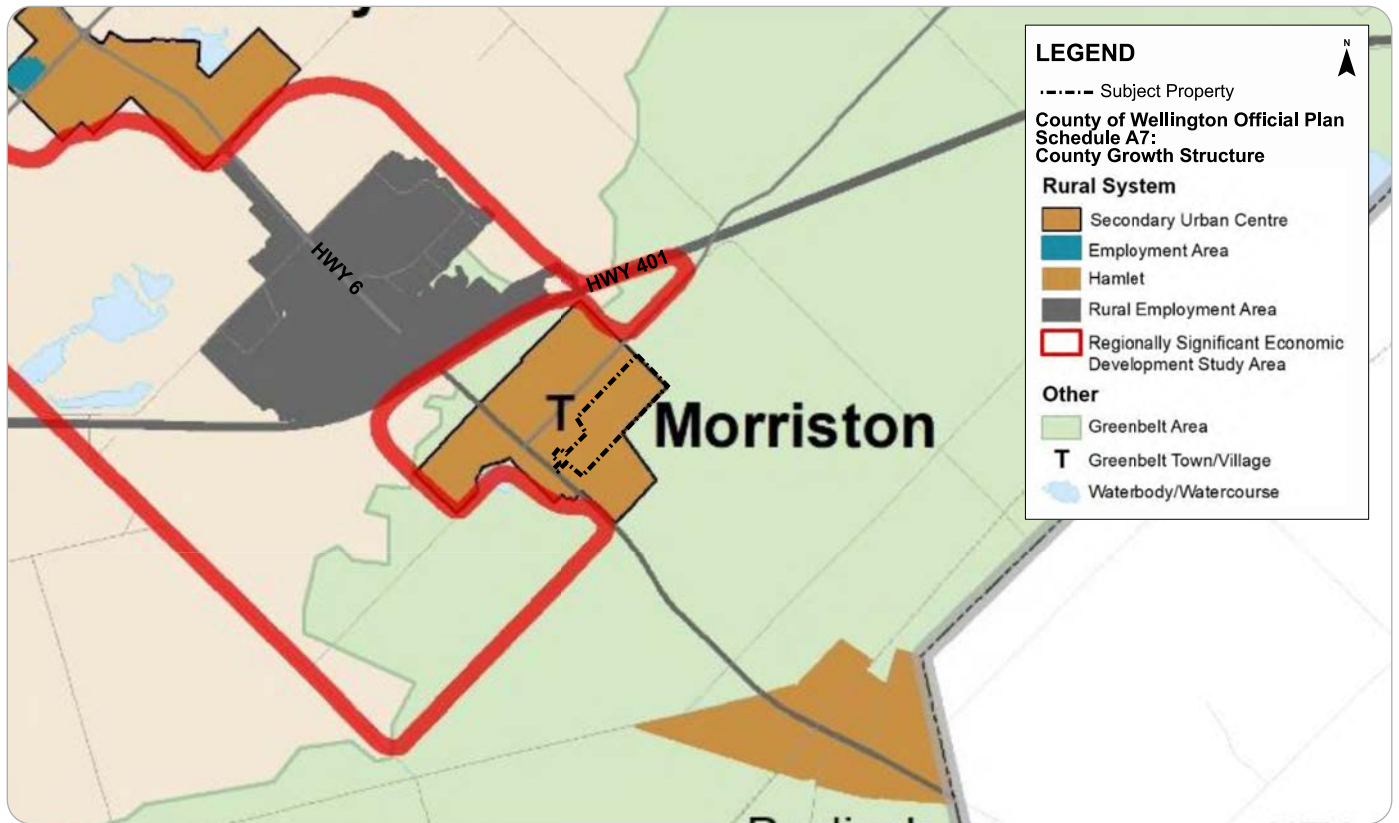 HWY 6
HWY 401
T
Morriston
LEGEND
N
Subject Property
County of Wellington Official Plan
Schedule A7:
County Growth Structure
Rural System
Secondary Urban Centre
Employment Area
Hamlet
Rural Employment Area
Regionally Significant Economic
Development Study Area
Other
Greenbelt Area
T Greenbelt Town/Village
Waterbody/Watercourse